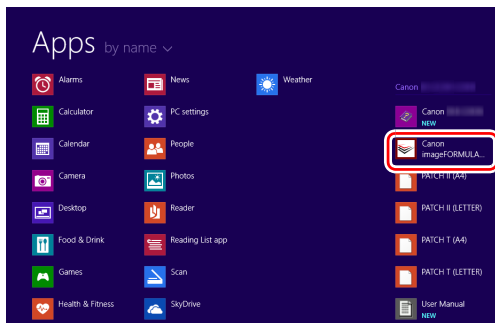 Apps by name
Alarms
Calculator
Calendar
Camera
Desktop
Food & Drink
Games
Health & Fitness
News
PC settings
People
Photos
Reader
Reading List app
Scan
SkyDrive
Weather
Canon
Canon
NEW
Canon
imageFORMULA...
PATCH II (A4)
PATCH II (LETTER)
PATCH T (A4)
PATCH T (LETTER)
User Manual
NEW